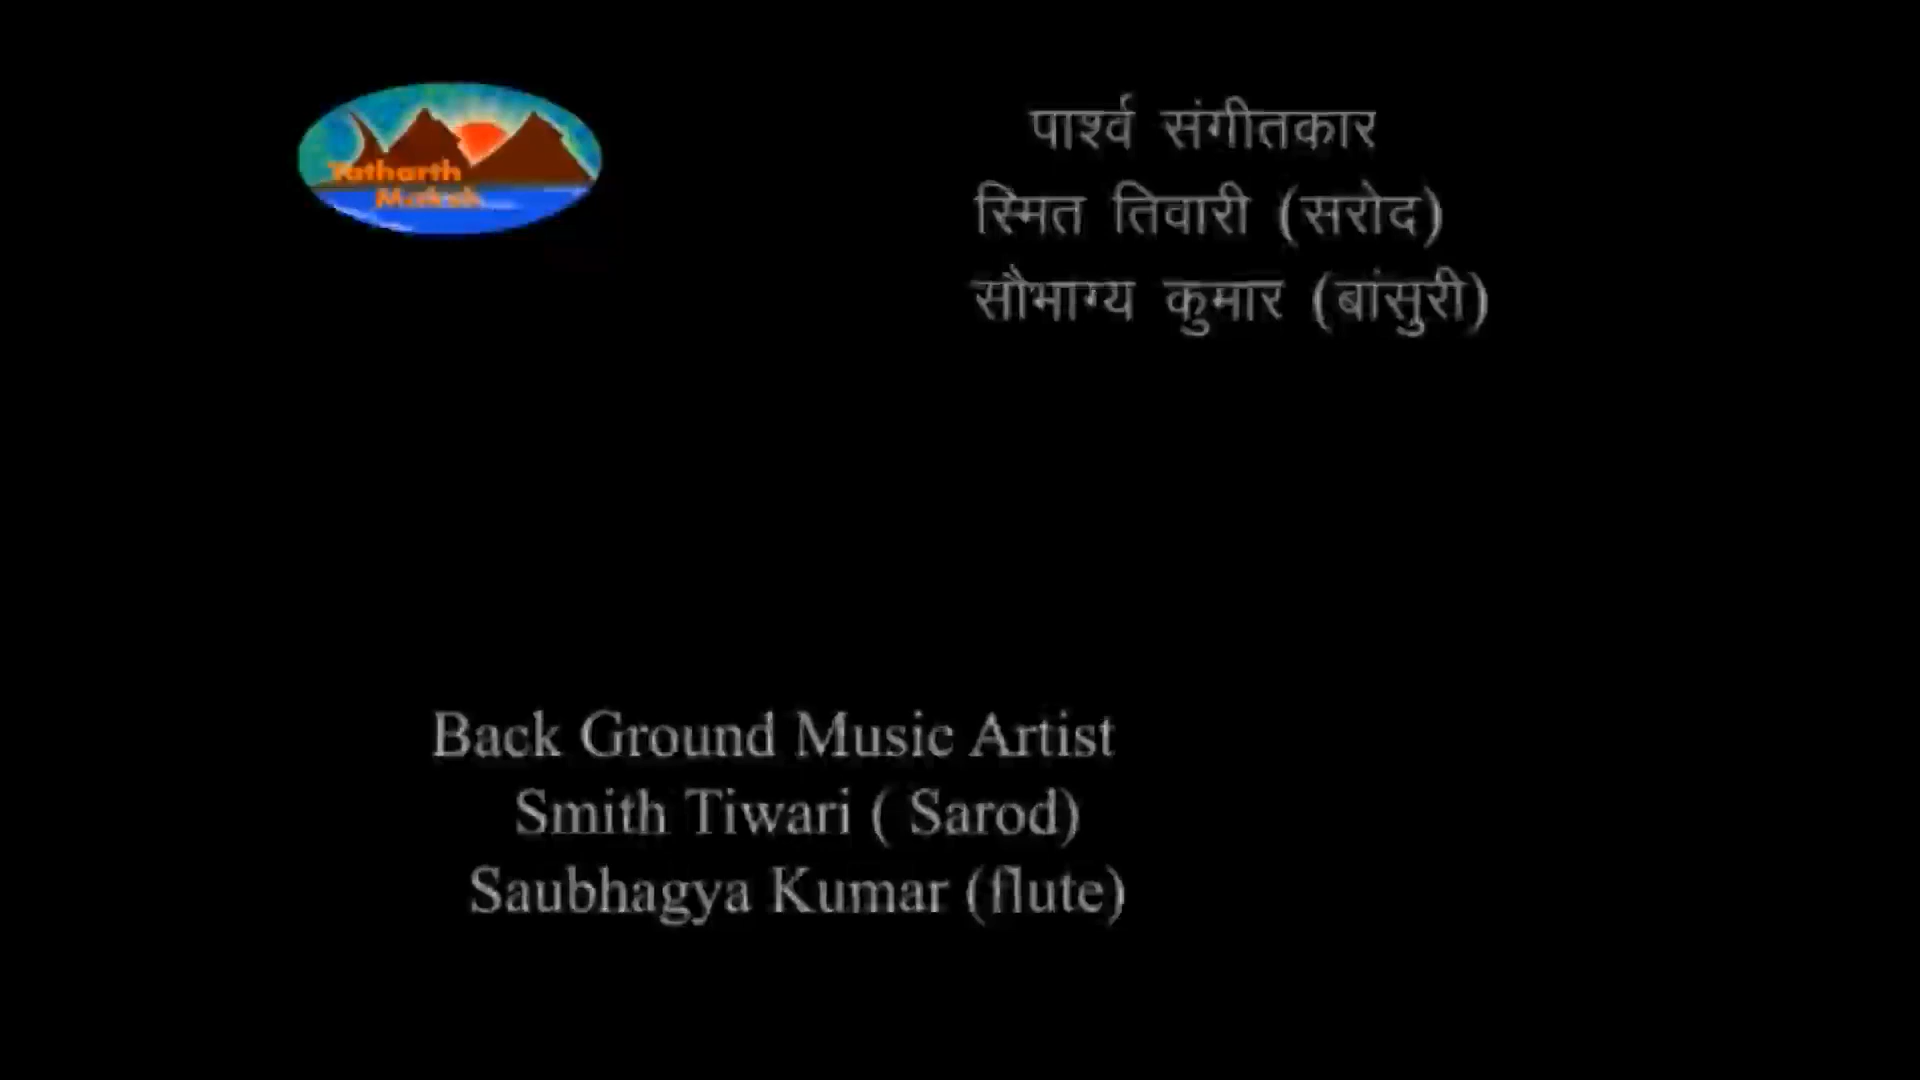 Yatharth
पार्श्व संगीतकार
स्मित तिवारी (सरोद)
सौभाग्य कुमार (बांसुरी)
Back Ground Music Artist
Smith Tiwari ( Sarod)
Saubhagya Kumar (flute)